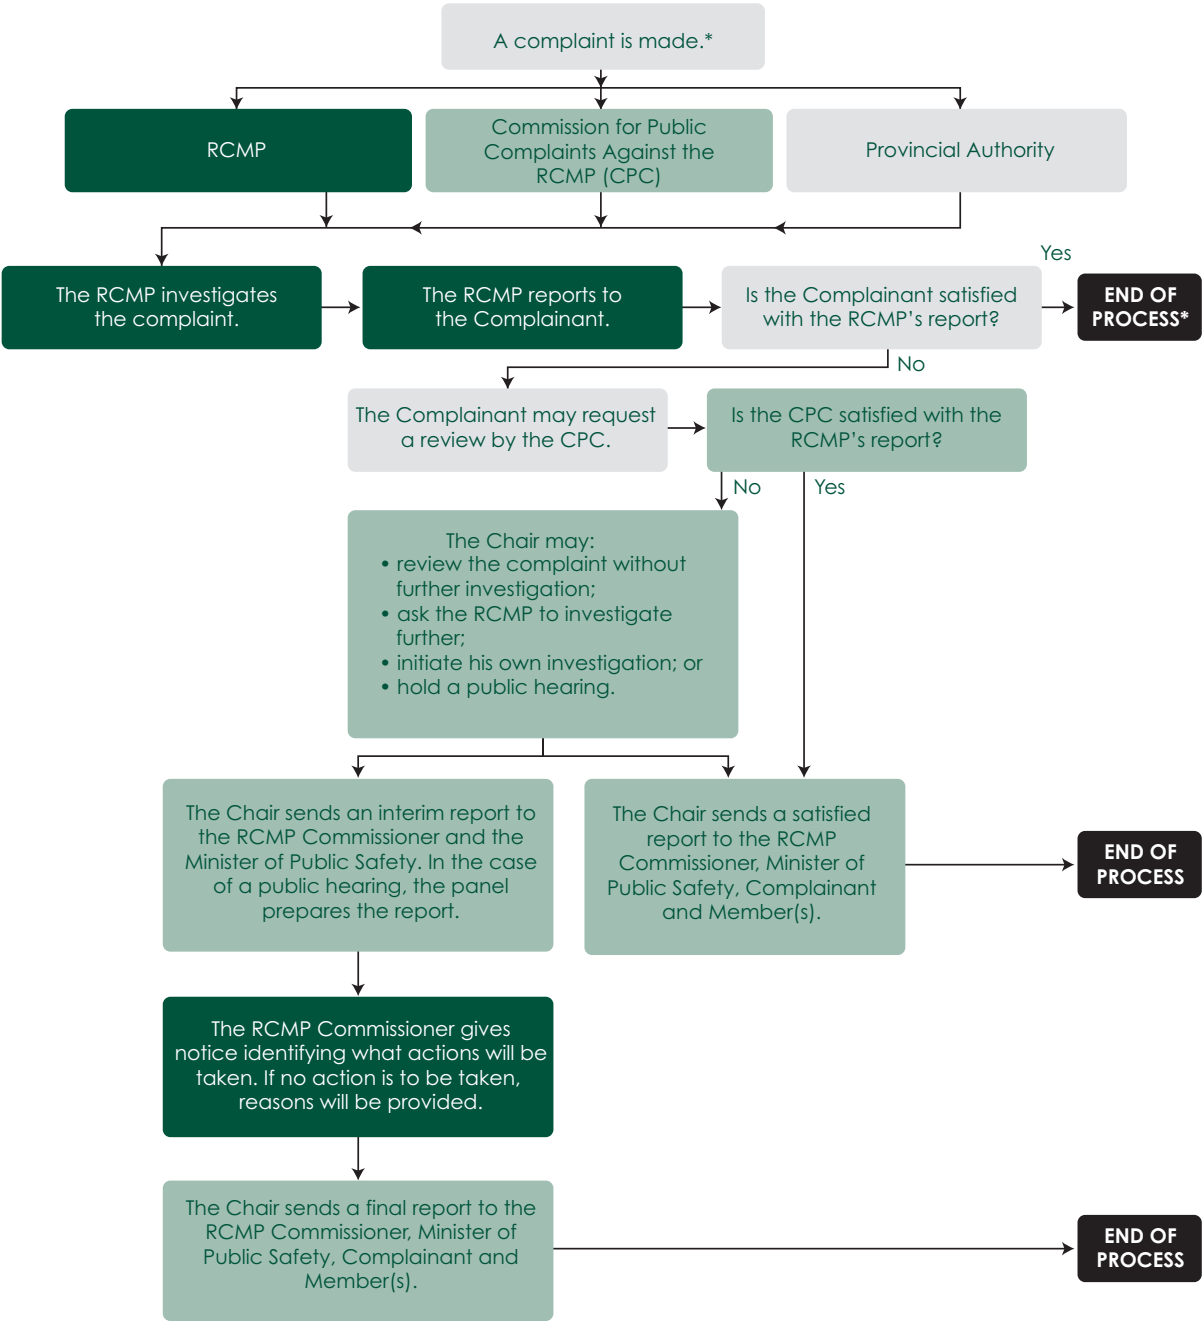 A complaint is made.*
RCMP
Commission for Public
Complaints Against the
RCMP (CPC)
Provincial Authority
The RCMP investigates
the complaint.
The RCMP reports to
the Complainant.
Is the Complainant satisfied
with the RCMP’s report?
Yes
END OF
PROCESS*
No
The Complainant may request
a review by the CPC.
Is the CPC satisfied with the
RCMP’s report?
No
Yes
The Chair may:
• review the complaint without
further investigation;
• ask the RCMP to investigate
further;
• initiate his own investigation; or
• hold a public hearing.
The Chair sends an interim report to
the RCMP Commissioner and the
Minister of Public Safety. In the case
of a public hearing, the panel
prepares the report.
The Chair sends a satisfied
report to the RCMP
Commissioner, Minister of
Public Safety, Complainant
and Member(s).
END OF
PROCESS
The RCMP Commissioner gives
notice identifying what actions will be
taken. If no action is to be taken,
reasons will be provided.
The Chair sends a final report to the
RCMP Commissioner, Minister of
Public Safety, Complainant and
Member(s).
END OF
PROCESS